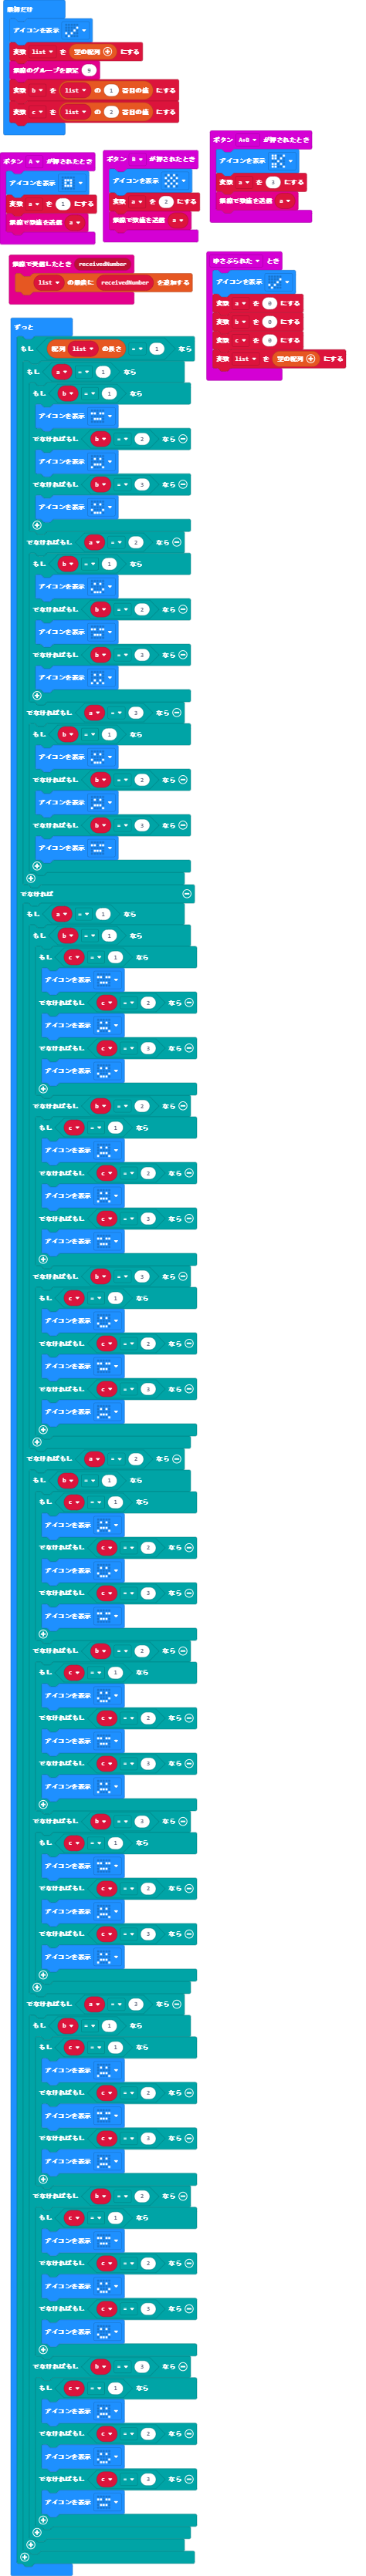 最初だけ
アイコンを表示
変数 list を 空の配列 にする
無線のグループを設定 9
変数 b を list の 1 番目の値 にする
変数 c を list の 2 番目の値 にする
ボタン A が押されたとき
アイコンを表示
変数 a を 1 にする
無線で数値を送信 a
ボタン B が押されたとき
アイコンを表示
変数 a を 2 にする
無線で数値を送信 a
ボタン A+B が押されたとき
アイコンを表示
変数 a を 3 にする
無線で数値を送信 a
無線で受信したとき receivedNumber
list の最後に receivedNumber を追加する
ゆさぶられた とき
アイコンを表示
変数 a を 0 にする
変数 b を 0 にする
変数 c を 0 にする
変数 list を 空の配列 にする
ずっと
もし 配列 list の長さ = 1 なら
もし a = 1 なら
もし b = 1 なら
アイコンを表示
でなければもし b = 2 なら
アイコンを表示
でなければもし b = 3 なら
アイコンを表示
でなければもし a = 2 なら
もし b = 1 なら
アイコンを表示
でなければもし b = 2 なら
アイコンを表示
でなければもし b = 3 なら
アイコンを表示
でなければもし a = 3 なら
もし b = 1 なら
アイコンを表示
でなければもし b = 2 なら
アイコンを表示
でなければもし b = 3 なら
アイコンを表示
でなければ
もし a = 1 なら
もし b = 1 なら
もし c = 1 なら
アイコンを表示
でなければもし c = 2 なら
アイコンを表示
でなければもし c = 3 なら
アイコンを表示
でなければもし b = 2 なら
もし c = 1 なら
アイコンを表示
でなければもし c = 2 なら
アイコンを表示
でなければもし c = 3 なら
アイコンを表示
でなければもし b = 3 なら
もし c = 1 なら
アイコンを表示
でなければもし c = 2 なら
アイコンを表示
でなければもし c = 3 なら
アイコンを表示
でなければもし a = 2 なら
もし b = 1 なら
もし c = 1 なら
アイコンを表示
でなければもし c = 2 なら
アイコンを表示
でなければもし c = 3 なら
アイコンを表示
でなければもし b = 2 なら
もし c = 1 なら
アイコンを表示
でなければもし c = 2 なら
アイコンを表示
でなければもし c = 3 なら
アイコンを表示
でなければもし b = 3 なら
もし c = 1 なら
アイコンを表示
でなければもし c = 2 なら
アイコンを表示
でなければもし c = 3 なら
アイコンを表示
でなければもし a = 3 なら
もし b = 1 なら
もし c = 1 なら
アイコンを表示
でなければもし c = 2 なら
アイコンを表示
でなければもし c = 3 なら
アイコンを表示
でなければもし b = 2 なら
もし c = 1 なら
アイコンを表示
でなければもし c = 2 なら
アイコンを表示
でなければもし c = 3 なら
アイコンを表示
でなければもし b = 3 なら
もし c = 1 なら
アイコンを表示
でなければもし c = 2 なら
アイコンを表示
でなければもし c = 3 なら
アイコンを表示